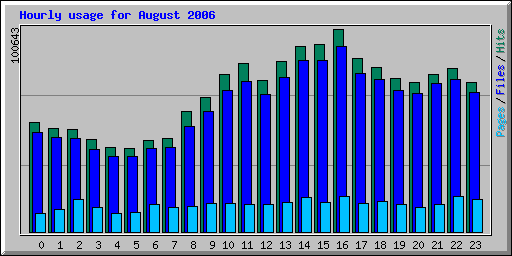 Hourly usage for August 2006
100643
Pages/Files/Hits
0 1 2 3 4 5 6 7 8 9 10 11 12 13 14 15 16 17 18 19 20 21 22 23